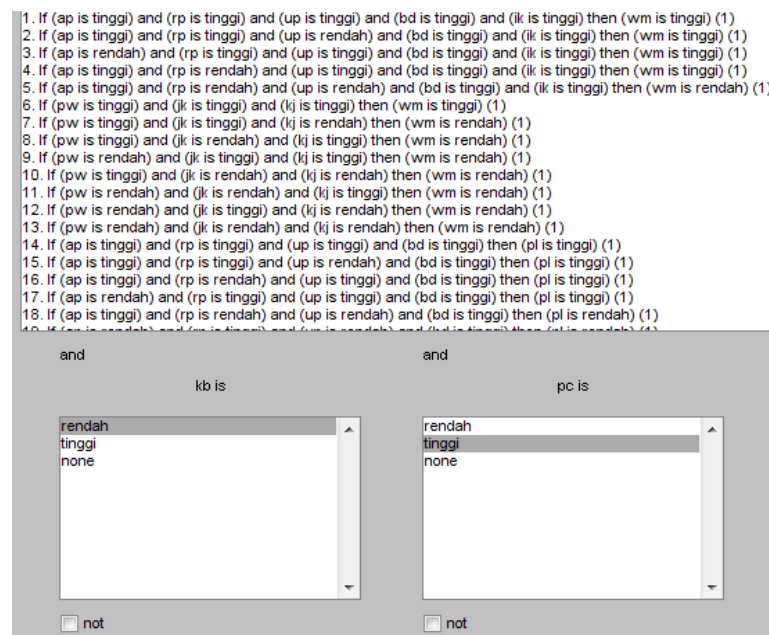 1. If (ap is tinggi) and (rp is tinggi) and (up is tinggi) and (bd is tinggi) and (ik is tinggi) then (wm is tinggi) (1)
2. If (ap is tinggi) and (rp is tinggi) and (up is rendah) and (bd is tinggi) and (ik is tinggi) then (wm is tinggi) (1)
3. If (ap is rendah) and (rp is tinggi) and (up is tinggi) and (bd is tinggi) and (ik is tinggi) then (wm is tinggi) (1)
4. If (ap is tinggi) and (rp is rendah) and (up is tinggi) and (bd is tinggi) and (ik is tinggi) then (wm is tinggi) (1)
5. If (ap is tinggi) and (rp is rendah) and (up is rendah) and (bd is tinggi) and (ik is tinggi) then (wm is rendah) (1)
6. If (pw is tinggi) and (jk is tinggi) and (kj is tinggi) then (wm is tinggi) (1)
7. If (pw is tinggi) and (jk is tinggi) and (kj is rendah) then (wm is rendah) (1)
8. If (pw is tinggi) and (jk is rendah) and (kj is tinggi) then (wm is rendah) (1)
9. If (pw is rendah) and (jk is tinggi) and (kj is tinggi) then (wm is rendah) (1)
10. If (pw is tinggi) and (jk is rendah) and (kj is rendah) then (wm is rendah) (1)
11. If (pw is rendah) and (jk is rendah) and (kj is tinggi) then (wm is rendah) (1)
12. If (pw is rendah) and (jk is tinggi) and (kj is rendah) then (wm is rendah) (1)
13. If (pw is rendah) and (jk is rendah) and (kj is rendah) then (wm is rendah) (1)
14. If (ap is tinggi) and (rp is tinggi) and (up is tinggi) and (bd is tinggi) then (pl is tinggi) (1)
15. If (ap is tinggi) and (rp is tinggi) and (up is rendah) and (bd is tinggi) then (pl is tinggi) (1)
16. If (ap is tinggi) and (rp is rendah) and (up is tinggi) and (bd is tinggi) then (pl is tinggi) (1)
17. If (ap is rendah) and (rp is tinggi) and (up is tinggi) and (bd is tinggi) then (pl is tinggi) (1)
18. If (ap is tinggi) and (rp is rendah) and (up is rendah) and (bd is tinggi) then (pl is rendah) (1)
and and
kb is pc is
rendah rendah
tinggi tinggi
none none
not not